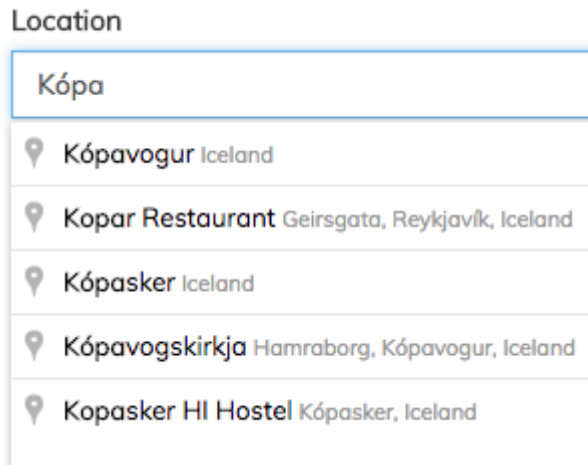 Location
Kópa
Kópavogur Iceland
Kopar Restaurant Geirsgata, Reykjavík, Iceland
Kópasker Iceland
Kópavogskirkja Hamraborg, Kópavogur, Iceland
Kopasker HI Hostel Kópasker, Iceland